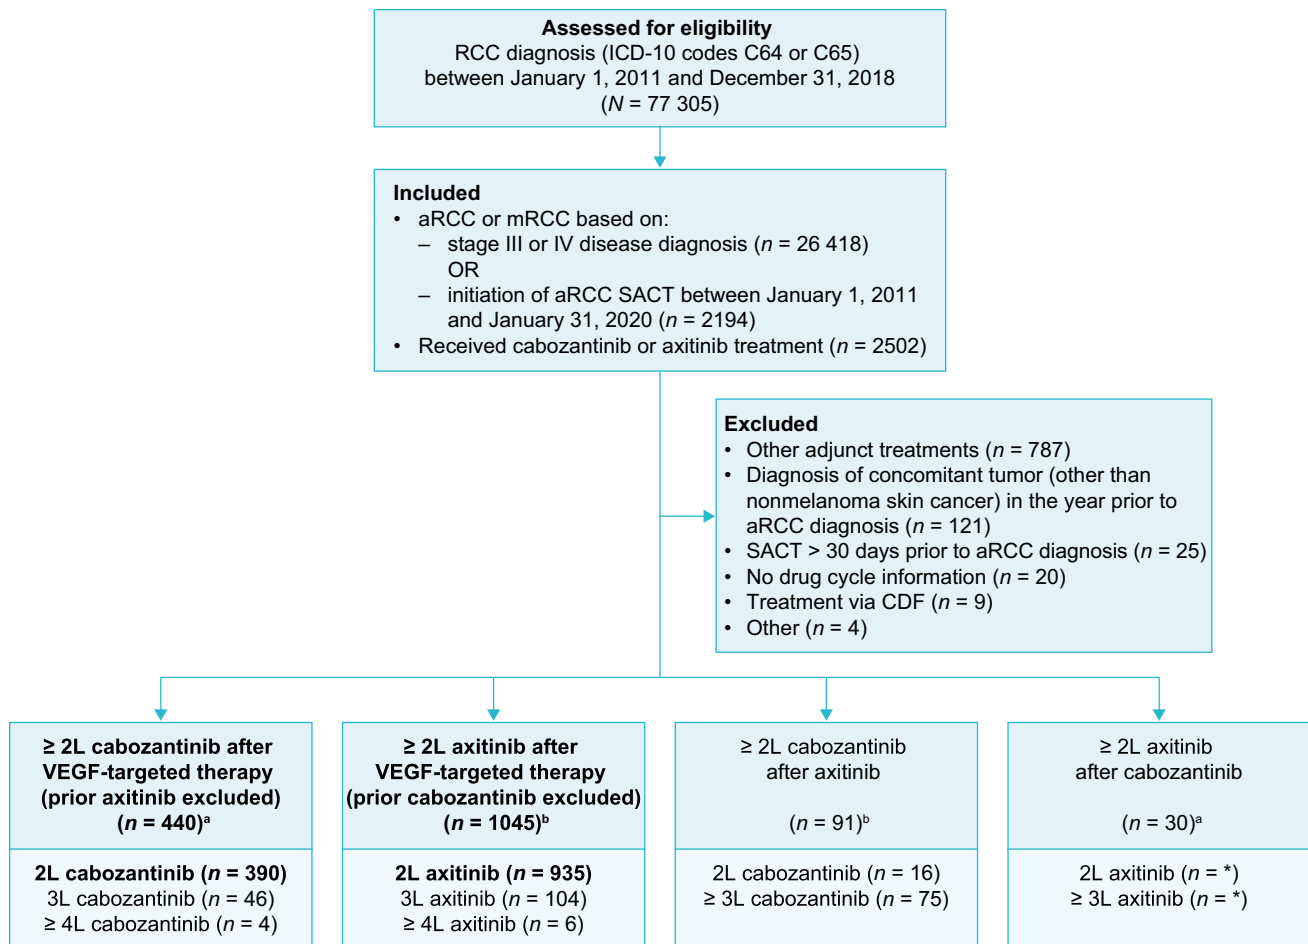 Assessed for eligibility
RCC diagnosis (ICD-10 codes C64 or C65)
between January 1, 2011 and December 31, 2018
(N = 77 305)
Included
• aRCC or mRCC based on:
– stage III or IV disease diagnosis (n = 26 418)
OR
– initiation of aRCC SACT between January 1, 2011
and January 31, 2020 (n = 2194)
• Received cabozantinib or axitinib treatment (n = 2502)
Excluded
• Other adjunct treatments (n = 787)
• Diagnosis of concomitant tumor (other than
nonmelanoma skin cancer) in the year prior to
aRCC diagnosis (n = 121)
• SACT > 30 days prior to aRCC diagnosis (n = 25)
• No drug cycle information (n = 20)
• Treatment via CDF (n = 9)
• Other (n = 4)
≥ 2L cabozantinib after
VEGF-targeted therapy
(prior axitinib excluded)
(n = 440)a
2L cabozantinib (n = 390)
3L cabozantinib (n = 46)
≥ 4L cabozantinib (n = 4)
≥ 2L axitinib after
VEGF-targeted therapy
(prior cabozantinib excluded)
(n = 1045)b
2L axitinib (n = 935)
3L axitinib (n = 104)
≥ 4L axitinib (n = 6)
≥ 2L cabozantinib
after axitinib
(n = 91)b
2L cabozantinib (n = 16)
≥ 3L cabozantinib (n = 75)
≥ 2L axitinib
after cabozantinib
(n = 30)a
2L axitinib (n = *)
≥ 3L axitinib (n = *)